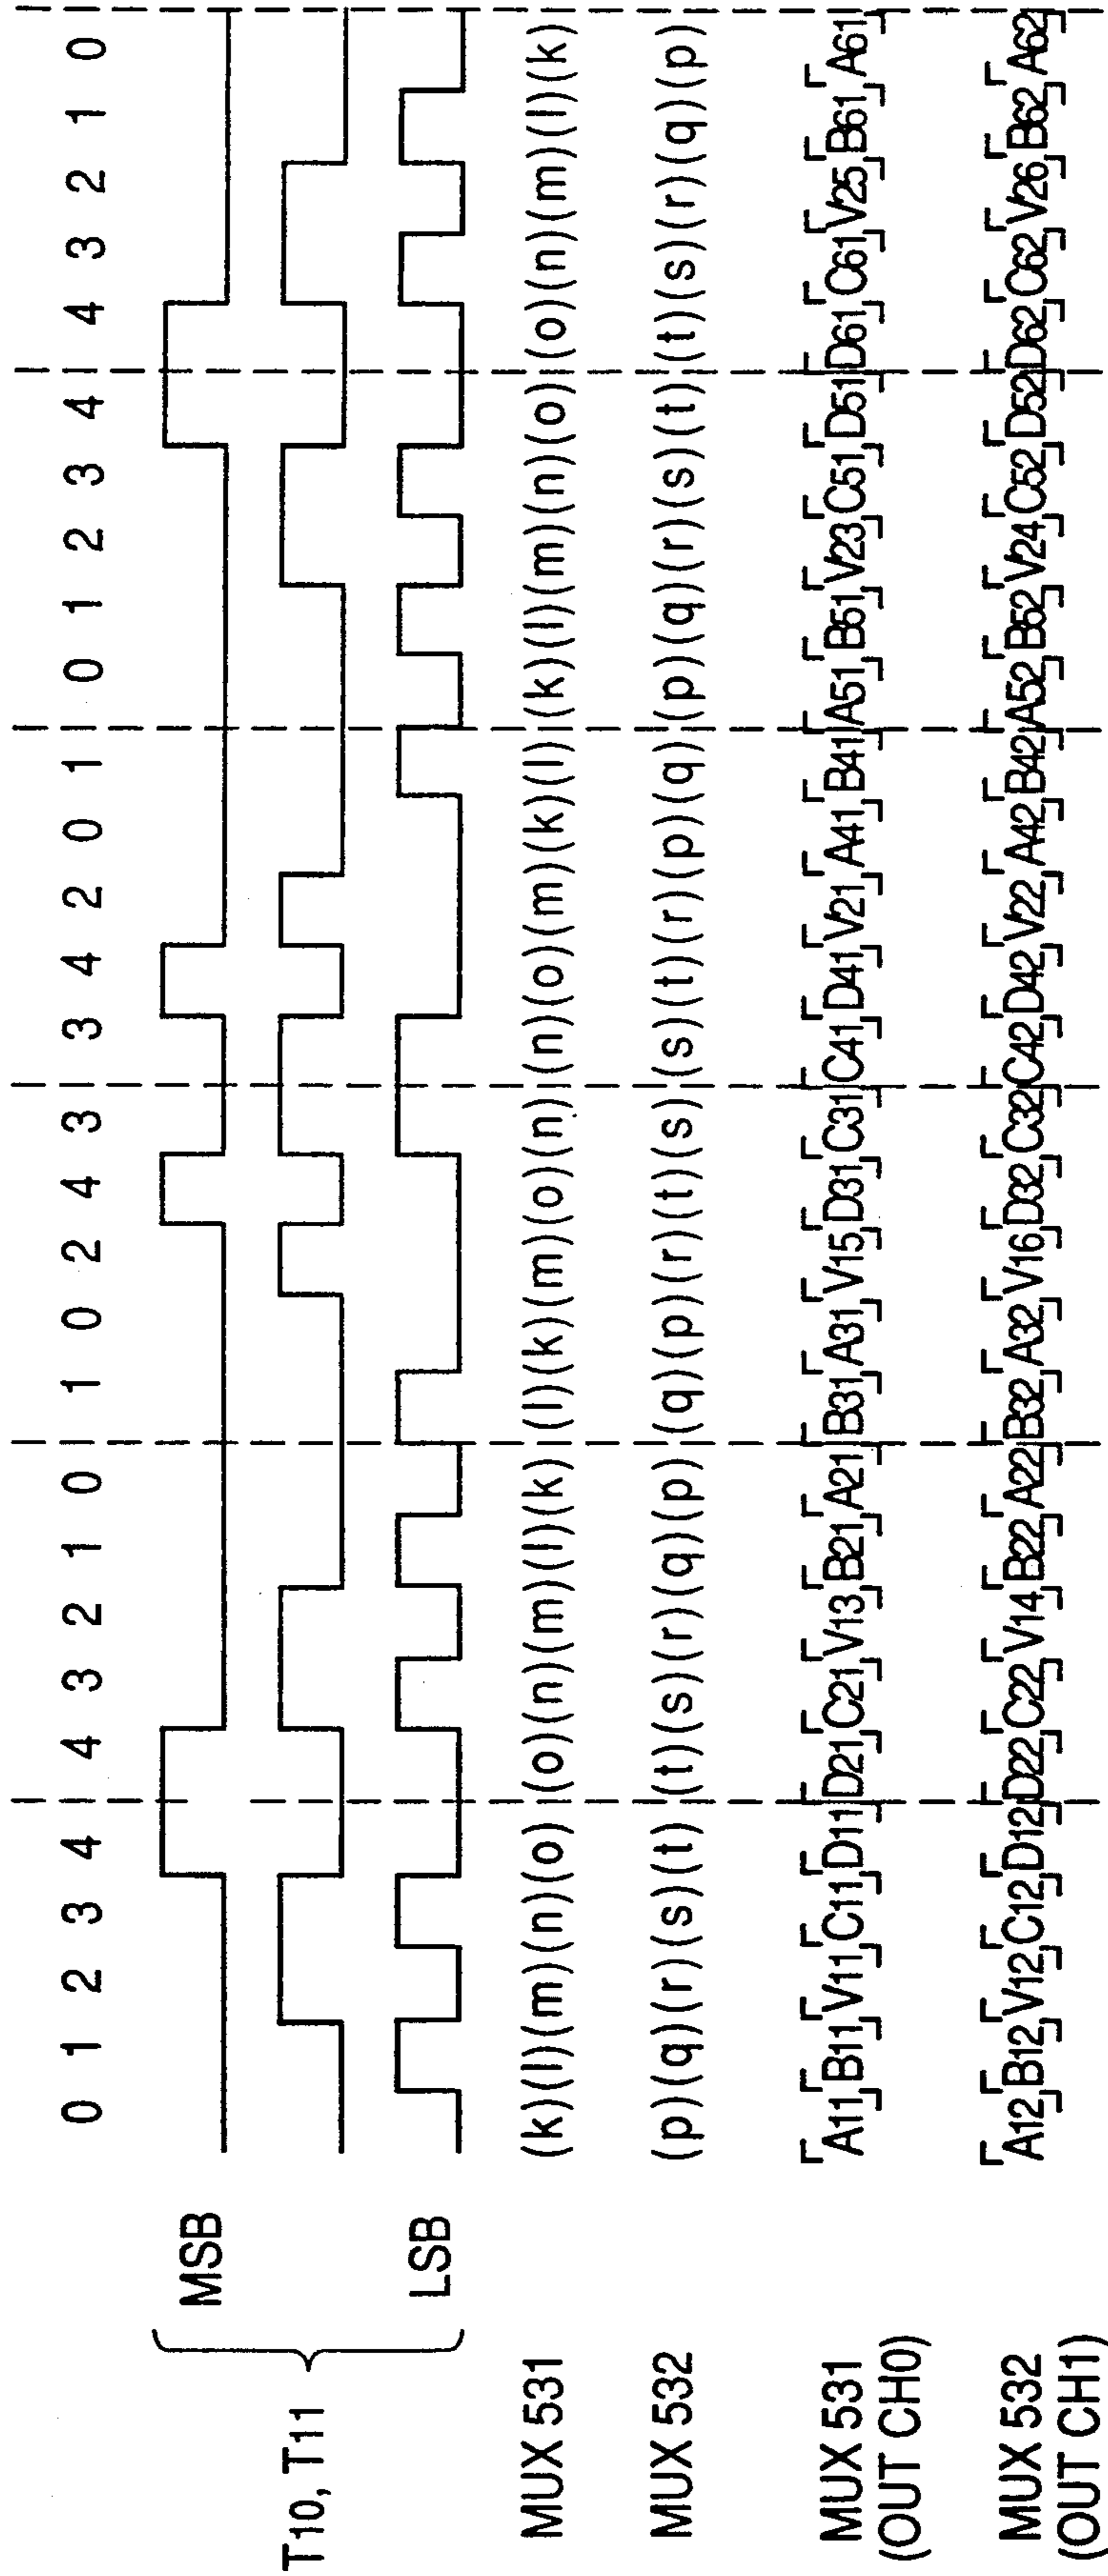 0 1 2 3 4 4 3 2 1 0 1 0 2 4 3 3 4 2 0 1 0 1 2 3 4 4 3 2 1 0
T10, T11
MSB
LSB
MUX 531 (k)(l)(m)(n)(o) (o)(n)(m)(l)(k) (l)(k)(m)(o)(n) (n)(o)(m)(k)(l) (k)(l)(m)(n)(o) (o)(n)(m)(l)(k)
MUX 532 (p)(q)(r)(s)(t) (t)(s)(r)(q)(p) (q)(p)(r)(t)(s) (s)(t)(r)(p)(q) (p)(q)(r)(s)(t) (t)(s)(r)(q)(p)
MUX 531 「A11」「B11」「V11」「C11」「D11」「D21」「C21」「V13」「B21」「A21」「B31」「A31」「V15」「D31」「C31」「C41」「D41」「V21」「A41」「B41」「A51」「B51」「V23」「C51」「D51」「D61」「C61」「V25」「B61」「A61」
(OUT CH0)
MUX 532 「A12」「B12」「V12」「C12」「D12」「D22」「C22」「V14」「B22」「A22」「B32」「A32」「V16」「D32」「C32」「C42」「D42」「V22」「A42」「B42」「A52」「B52」「V24」「C52」「D52」「D62」「C62」「V26」「B62」「A62」
(OUT CH1)